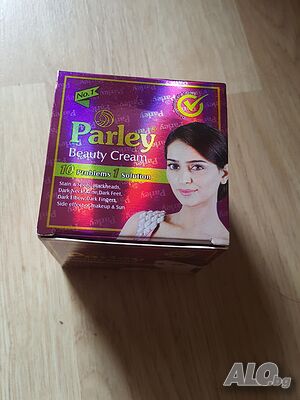 No.1
Parley
Beauty Cream
10 Problems 1 Solution
Stain & Spots, Blackheads,
Dark Neck, Acne, Dark Feet,
Dark Elbow, Dark Fingers,
Side effect of makeup & Sun
ALO.bg